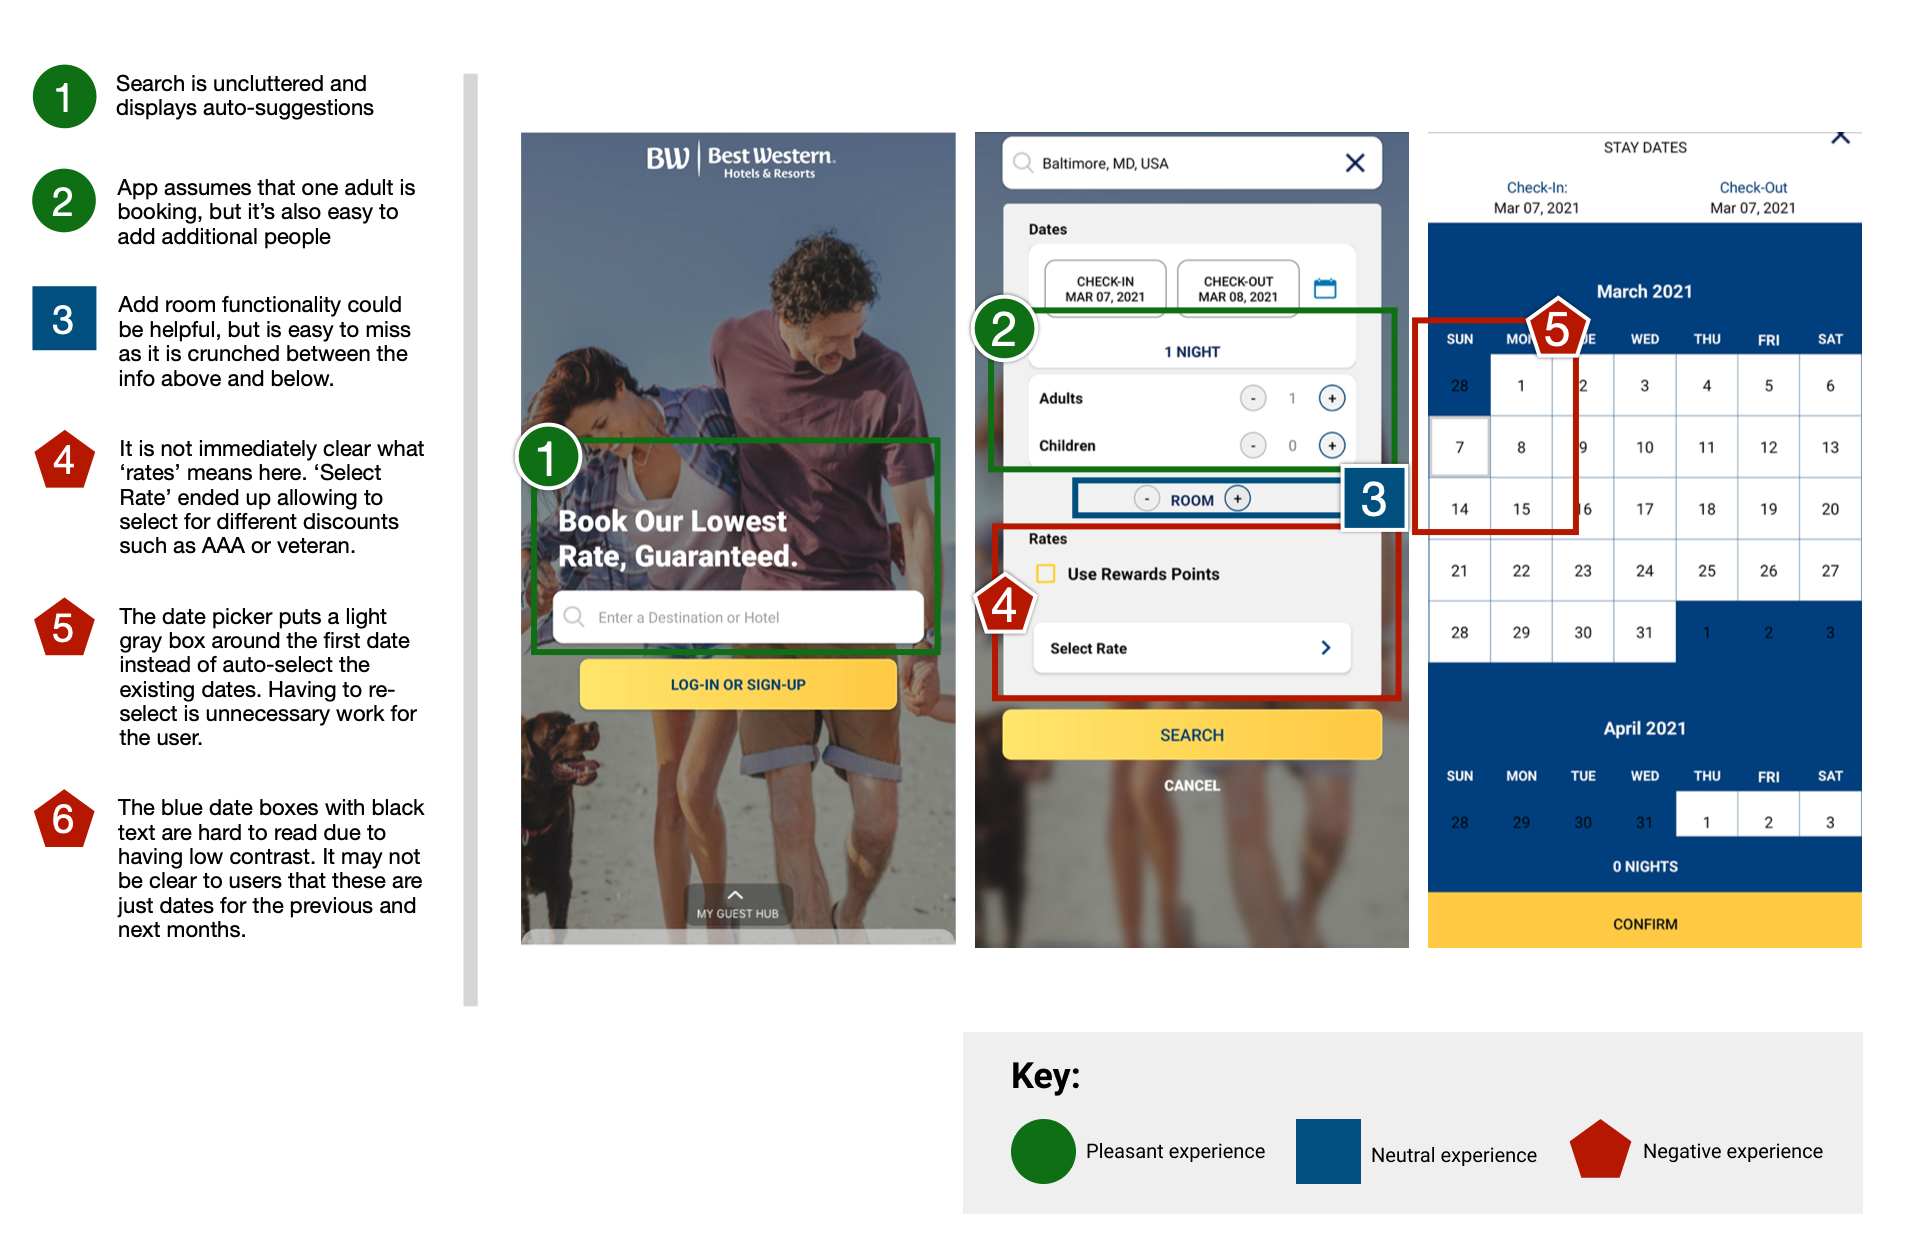 1
Search is uncluttered and
displays auto-suggestions
2
App assumes that one adult is
booking, but it's also easy to
add additional people
3
Add room functionality could
be helpful, but is easy to miss
as it is crunched between the
info above and below.
4
It is not immediately clear what
‘rates’ means here. ‘Select
Rate’ ended up allowing to
select for different discounts
such as AAA or veteran.
5
The date picker puts a light
gray box around the first date
instead of auto-select the
existing dates. Having to re-
select is unnecessary work for
the user.
6
The blue date boxes with black
text are hard to read due to
having low contrast. It may not
be clear to users that these are
just dates for the previous and
next months.
BW Best Western.
Hotels & Resorts
1
Book Our Lowest
Rate, Guaranteed.
Enter a Destination or Hotel
LOG-IN OR SIGN-UP
MY GUEST HUB
Baltimore, MD, USA
Dates
CHECK-IN CHECK-OUT
MAR 07, 2021 MAR 08, 2021
2
1 NIGHT
Adults - 1 +
Children - 0 +
- ROOM +
3
Rates
Use Rewards Points
4
Select Rate
SEARCH
CANCEL
STAY DATES
Check-In: Check-Out
Mar 07, 2021 Mar 07, 2021
March 2021
5
SUN MON TUE WED THU FRI SAT
28 1 2 3 4 5 6
7 8 9 10 11 12 13
14 15 16 17 18 19 20
21 22 23 24 25 26 27
28 29 30 31 1 2 3
April 2021
SUN MON TUE WED THU FRI SAT
28 29 30 31 1 2 3
0 NIGHTS
CONFIRM
Key:
Pleasant experience
Neutral experience
Negative experience